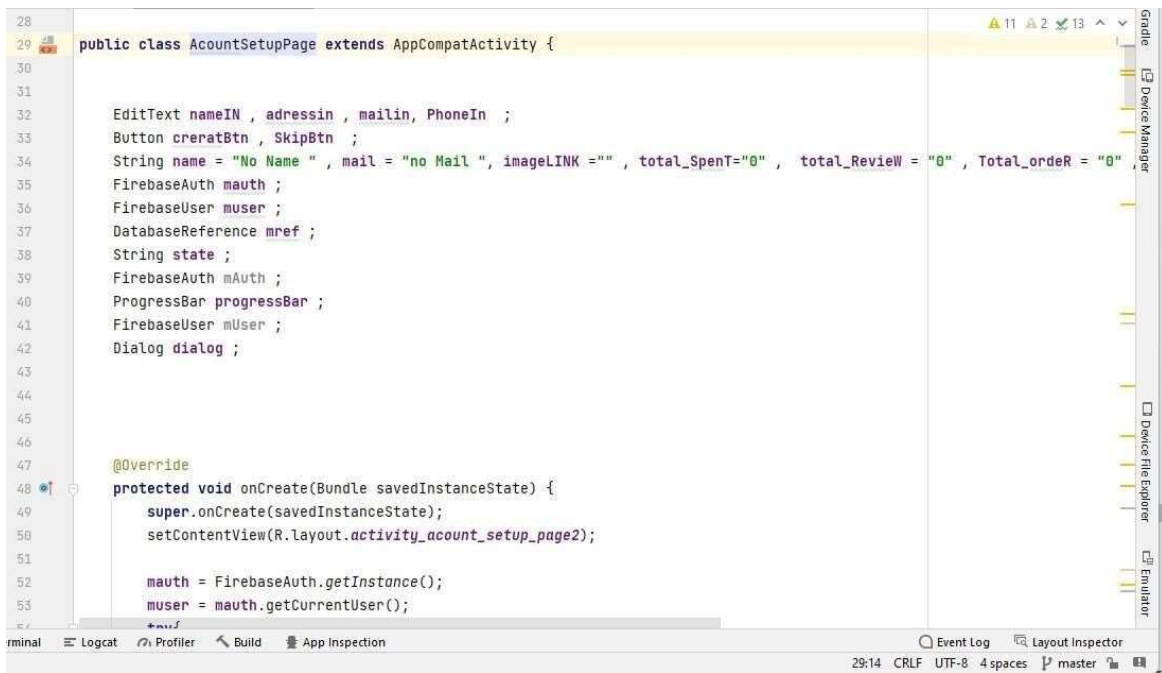 28
11 2 13
29 public class AcountSetupPage extends AppCompatActivity {
30
31
32 EditText nameIN , adressin , mailin, PhoneIn  ;
33 Button creratBtn , SkipBtn  ;
34 String name = "No Name " , mail = "no Mail ", imageLINK ="" , total_SpenT="0" ,  total_RevieW = "0" , Total_ordeR = "0" ,
35 FirebaseAuth mauth ;
36 FirebaseUser muser ;
37 DatabaseReference mref ;
38 String state ;
39 FirebaseAuth mAuth ;
40 ProgressBar progressBar ;
41 FirebaseUser mUser ;
42 Dialog dialog ;
43
44
45
46
47 @Override
48 protected void onCreate(Bundle savedInstanceState) {
49 super.onCreate(savedInstanceState);
50 setContentView(R.layout.activity_acount_setup_page2);
51
52 mauth = FirebaseAuth.getInstance();
53 muser = mauth.getCurrentUser();
Gradle
Device Manager
Device File Explorer
Emulator
rminal Logcat Profiler Build App Inspection Event Log Layout Inspector
29:14 CRLF UTF-8 4 spaces master